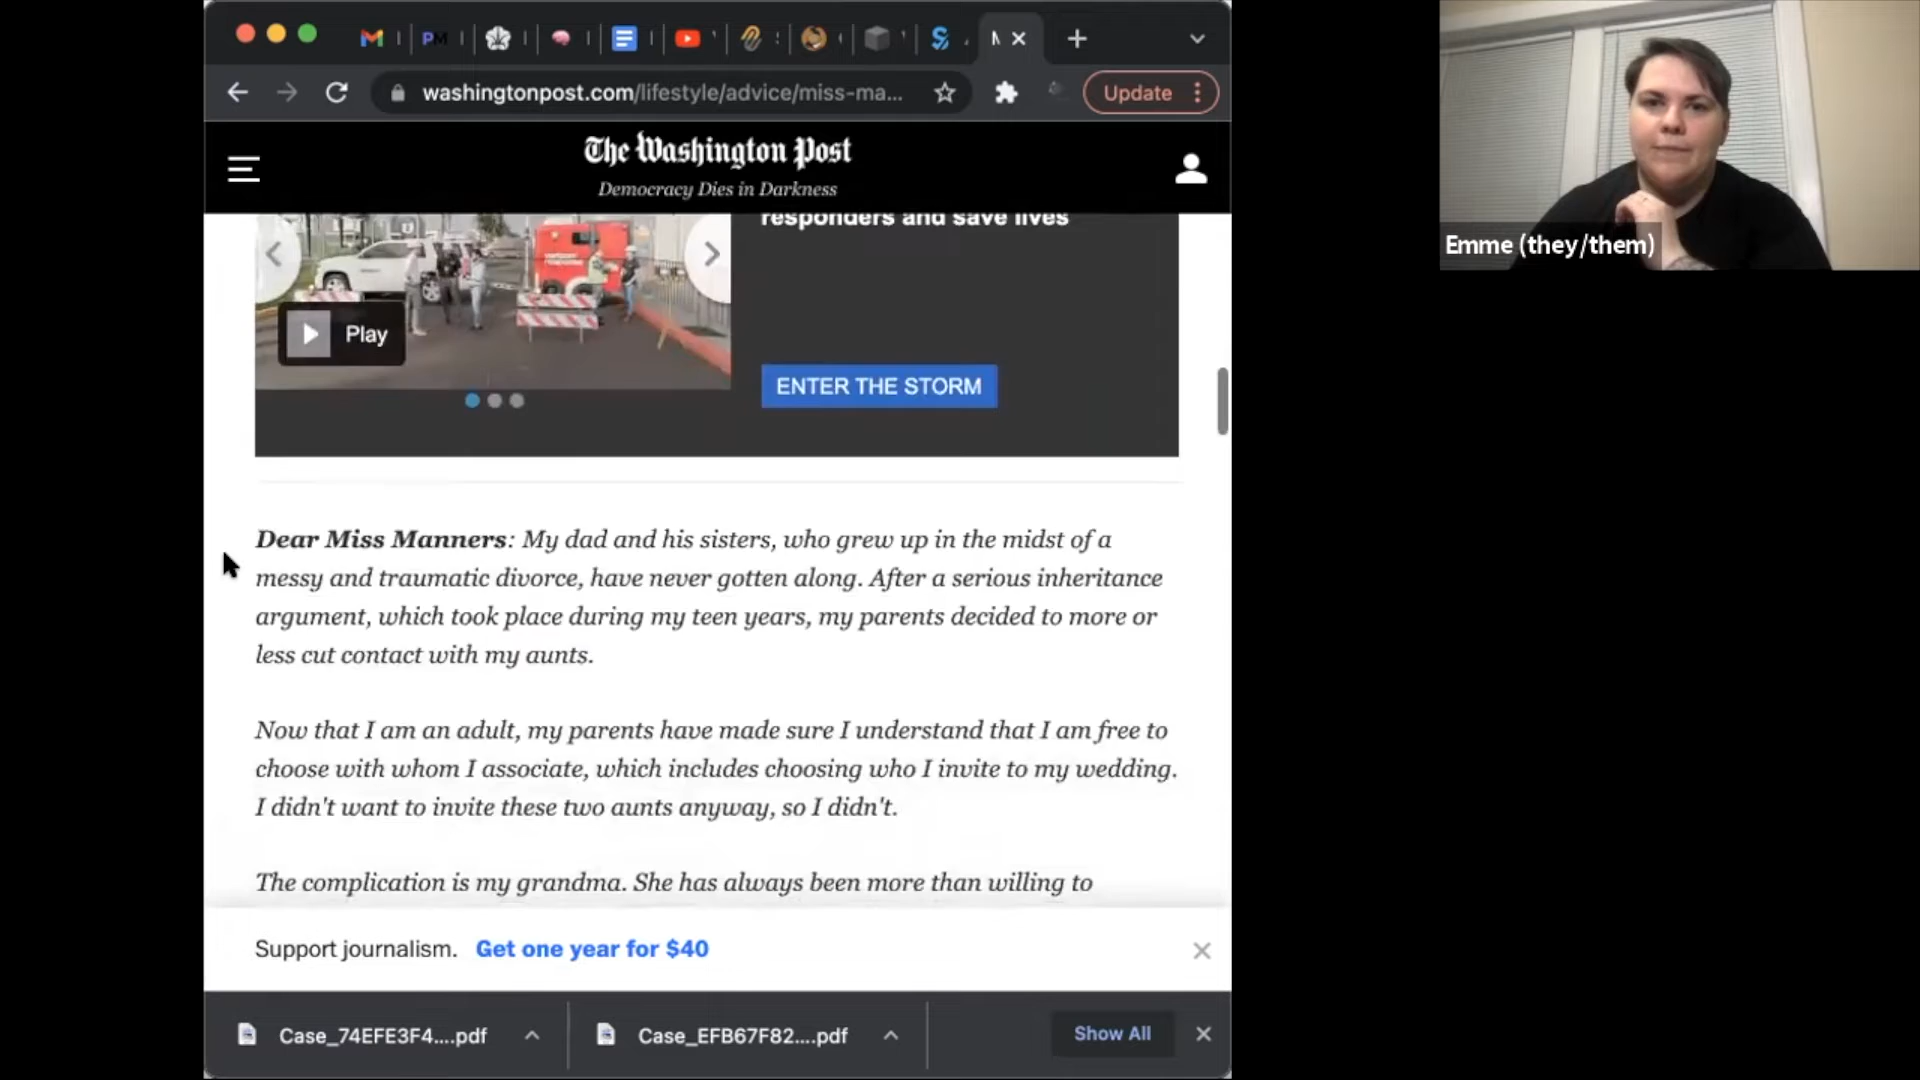 washingtonpost.com/lifestyle/advice/miss-ma...
Update
The Washington Post
Democracy Dies in Darkness
responders and save lives
Play
ENTER THE STORM
Dear Miss Manners: My dad and his sisters, who grew up in the midst of a
messy and traumatic divorce, have never gotten along. After a serious inheritance
argument, which took place during my teen years, my parents decided to more or
less cut contact with my aunts.
Now that I am an adult, my parents have made sure I understand that I am free to
choose with whom I associate, which includes choosing who I invite to my wedding.
I didn't want to invite these two aunts anyway, so I didn't.
The complication is my grandma. She has always been more than willing to
Support journalism. Get one year for $40
Case_74EFE3F4....pdf
Case_EFB67F82....pdf
Show All
Emme (they/them)